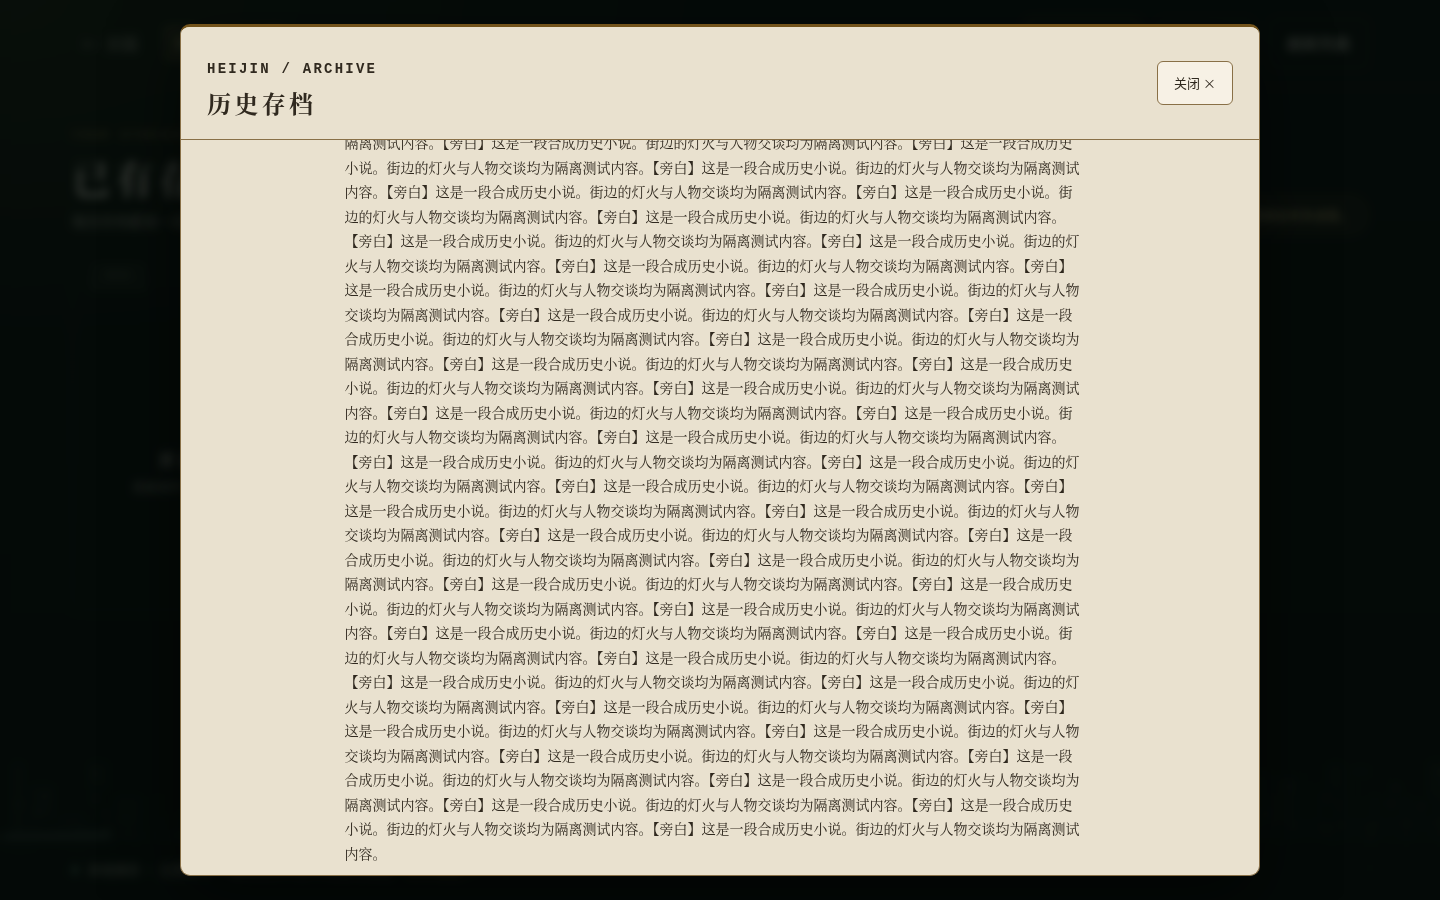 HEIJIN / ARCHIVE
历史存档
关闭 ×
隔离测试内容。【旁白】这是一段合成历史小说。街边的灯火与人物交谈均为隔离测试内容。【旁白】这是一段合成历史
小说。街边的灯火与人物交谈均为隔离测试内容。【旁白】这是一段合成历史小说。街边的灯火与人物交谈均为隔离测试
内容。【旁白】这是一段合成历史小说。街边的灯火与人物交谈均为隔离测试内容。【旁白】这是一段合成历史小说。街
边的灯火与人物交谈均为隔离测试内容。【旁白】这是一段合成历史小说。街边的灯火与人物交谈均为隔离测试内容。
【旁白】这是一段合成历史小说。街边的灯火与人物交谈均为隔离测试内容。【旁白】这是一段合成历史小说。街边的灯
火与人物交谈均为隔离测试内容。【旁白】这是一段合成历史小说。街边的灯火与人物交谈均为隔离测试内容。【旁白】
这是一段合成历史小说。街边的灯火与人物交谈均为隔离测试内容。【旁白】这是一段合成历史小说。街边的灯火与人物
交谈均为隔离测试内容。【旁白】这是一段合成历史小说。街边的灯火与人物交谈均为隔离测试内容。【旁白】这是一段
合成历史小说。街边的灯火与人物交谈均为隔离测试内容。【旁白】这是一段合成历史小说。街边的灯火与人物交谈均为
隔离测试内容。【旁白】这是一段合成历史小说。街边的灯火与人物交谈均为隔离测试内容。【旁白】这是一段合成历史
小说。街边的灯火与人物交谈均为隔离测试内容。【旁白】这是一段合成历史小说。街边的灯火与人物交谈均为隔离测试
内容。【旁白】这是一段合成历史小说。街边的灯火与人物交谈均为隔离测试内容。【旁白】这是一段合成历史小说。街
边的灯火与人物交谈均为隔离测试内容。【旁白】这是一段合成历史小说。街边的灯火与人物交谈均为隔离测试内容。
【旁白】这是一段合成历史小说。街边的灯火与人物交谈均为隔离测试内容。【旁白】这是一段合成历史小说。街边的灯
火与人物交谈均为隔离测试内容。【旁白】这是一段合成历史小说。街边的灯火与人物交谈均为隔离测试内容。【旁白】
这是一段合成历史小说。街边的灯火与人物交谈均为隔离测试内容。【旁白】这是一段合成历史小说。街边的灯火与人物
交谈均为隔离测试内容。【旁白】这是一段合成历史小说。街边的灯火与人物交谈均为隔离测试内容。【旁白】这是一段
合成历史小说。街边的灯火与人物交谈均为隔离测试内容。【旁白】这是一段合成历史小说。街边的灯火与人物交谈均为
隔离测试内容。【旁白】这是一段合成历史小说。街边的灯火与人物交谈均为隔离测试内容。【旁白】这是一段合成历史
小说。街边的灯火与人物交谈均为隔离测试内容。【旁白】这是一段合成历史小说。街边的灯火与人物交谈均为隔离测试
内容。【旁白】这是一段合成历史小说。街边的灯火与人物交谈均为隔离测试内容。【旁白】这是一段合成历史小说。街
边的灯火与人物交谈均为隔离测试内容。【旁白】这是一段合成历史小说。街边的灯火与人物交谈均为隔离测试内容。
【旁白】这是一段合成历史小说。街边的灯火与人物交谈均为隔离测试内容。【旁白】这是一段合成历史小说。街边的灯
火与人物交谈均为隔离测试内容。【旁白】这是一段合成历史小说。街边的灯火与人物交谈均为隔离测试内容。【旁白】
这是一段合成历史小说。街边的灯火与人物交谈均为隔离测试内容。【旁白】这是一段合成历史小说。街边的灯火与人物
交谈均为隔离测试内容。【旁白】这是一段合成历史小说。街边的灯火与人物交谈均为隔离测试内容。【旁白】这是一段
合成历史小说。街边的灯火与人物交谈均为隔离测试内容。【旁白】这是一段合成历史小说。街边的灯火与人物交谈均为
隔离测试内容。【旁白】这是一段合成历史小说。街边的灯火与人物交谈均为隔离测试内容。【旁白】这是一段合成历史
小说。街边的灯火与人物交谈均为隔离测试内容。【旁白】这是一段合成历史小说。街边的灯火与人物交谈均为隔离测试
内容。